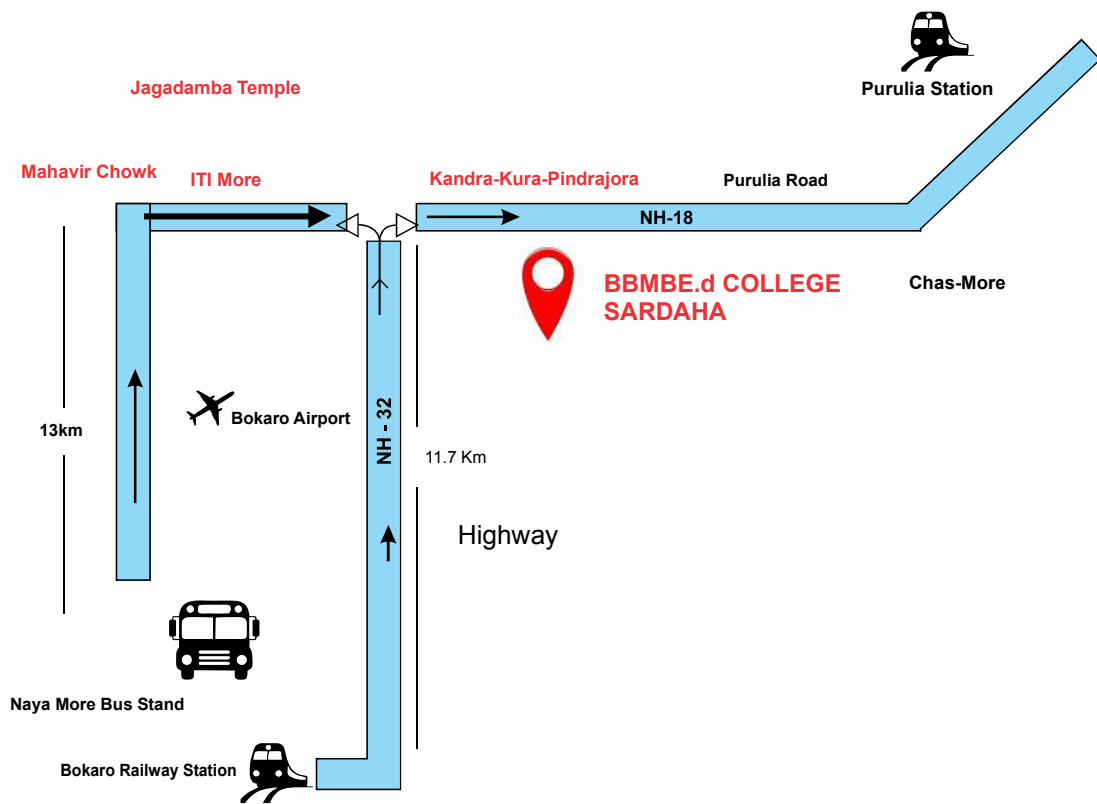 Purulia Station
Jagadamba Temple
Mahavir Chowk
ITI More
Kandra-Kura-Pindrajora
Purulia Road
NH-18
BBMBE.d COLLEGE
SARDAHA
Chas-More
Bokaro Airport
13km
NH - 32
11.7 Km
Highway
Naya More Bus Stand
Bokaro Railway Station